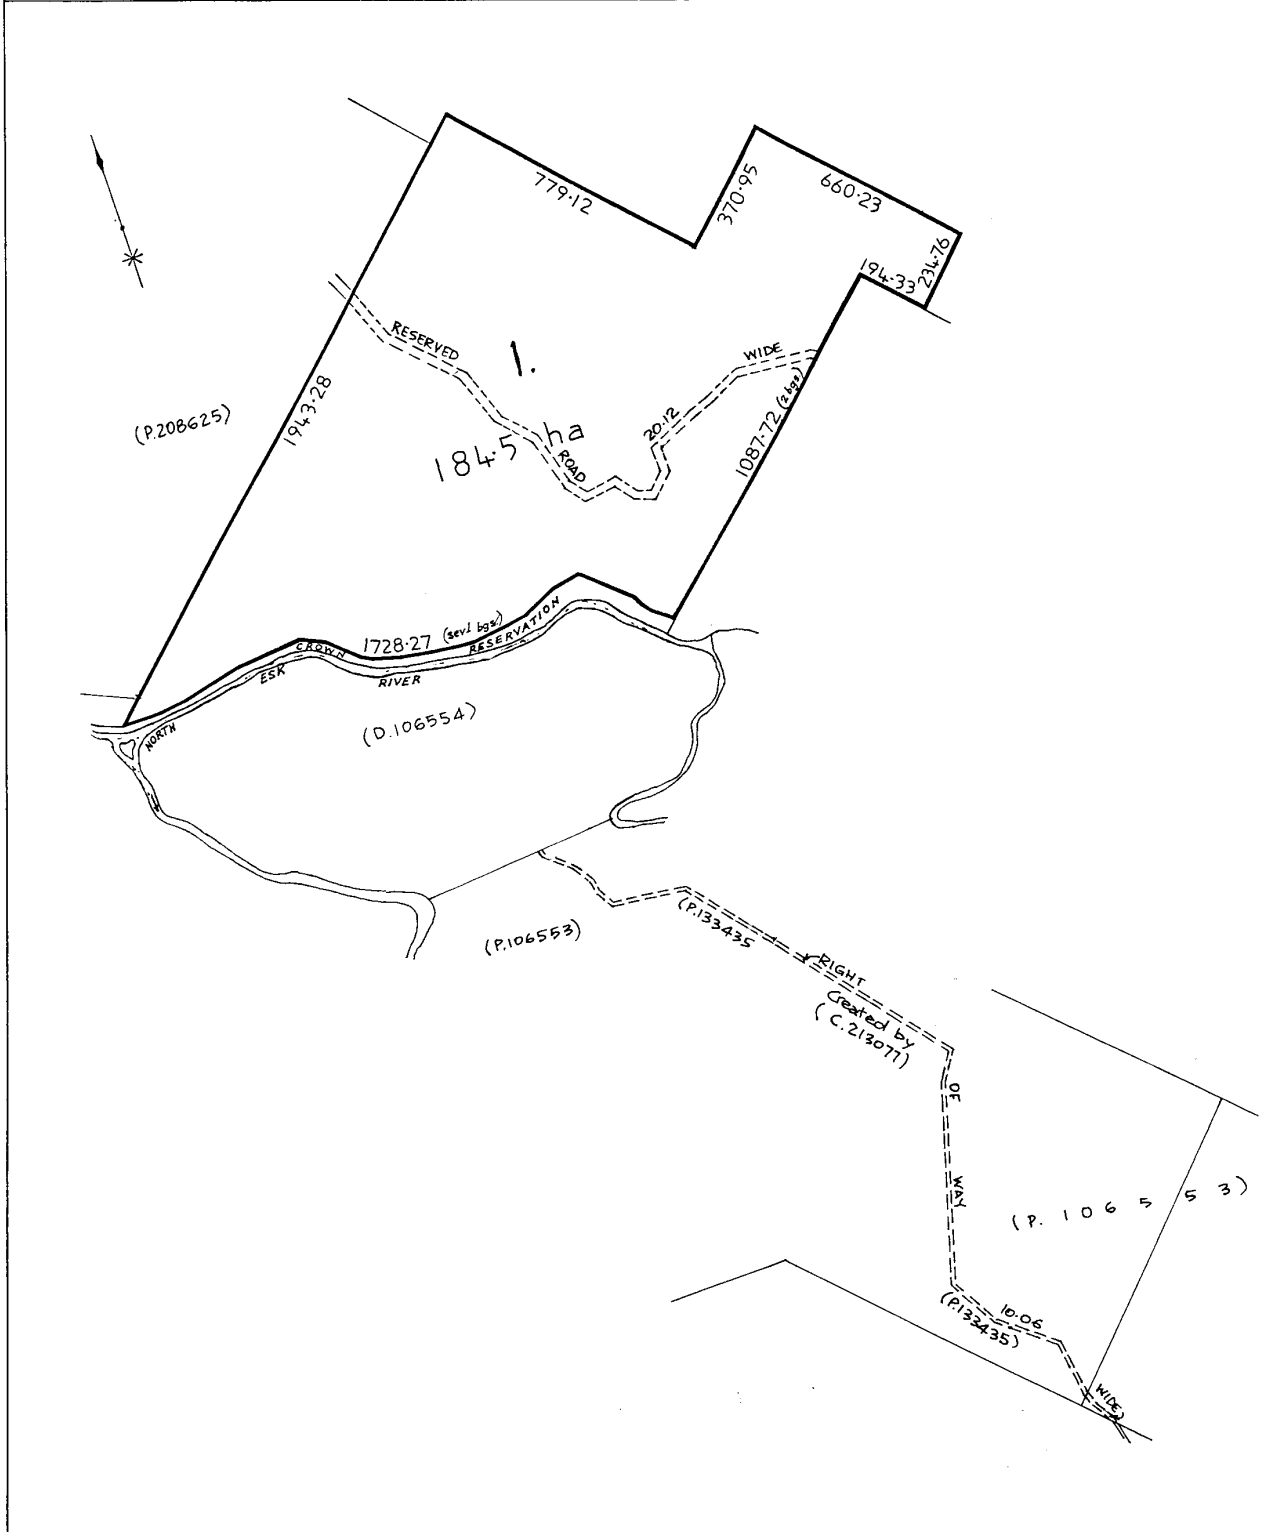 779·12
370·95
660·23
234·76
194·33
RESERVED
1.
WIDE
1943·28
(P.208625)
184·5 ha
ROAD
20·12
1087·72 (2 bgs)
1728·27 (sevl bgs)
CROWN
RESERVATION
NORTH
ESK
RIVER
(D.106554)
(P.106553)
(P.133435
RIGHT
Created by
( C.213077)
OF
WAY
(P. 106553)
10·06
(P.133435)
WIDE)